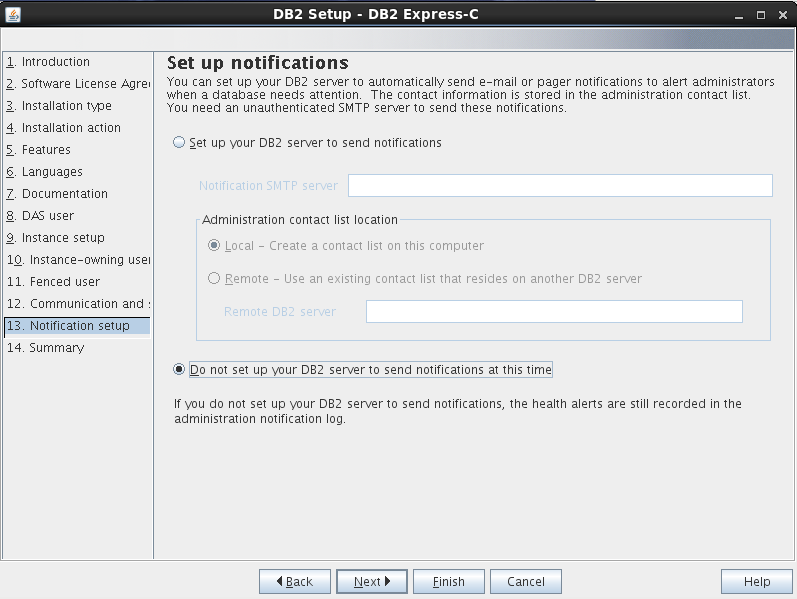 DB2 Setup - DB2 Express-C
1. Introduction
2. Software License Agre
3. Installation type
4. Installation action
5. Features
6. Languages
7. Documentation
8. DAS user
9. Instance setup
10. Instance-owning user
11. Fenced user
12. Communication and
13. Notification setup
14. Summary
Set up notifications
You can set up your DB2 server to automatically send e-mail or pager notifications to alert administrators
when a database needs attention. The contact information is stored in the administration contact list.
You need an unauthenticated SMTP server to send these notifications.
Set up your DB2 server to send notifications
Notification SMTP server
Administration contact list location
Local - Create a contact list on this computer
Remote - Use an existing contact list that resides on another DB2 server
Remote DB2 server
Do not set up your DB2 server to send notifications at this time
If you do not set up your DB2 server to send notifications, the health alerts are still recorded in the
administration notification log.
Back
Next
Finish
Cancel
Help